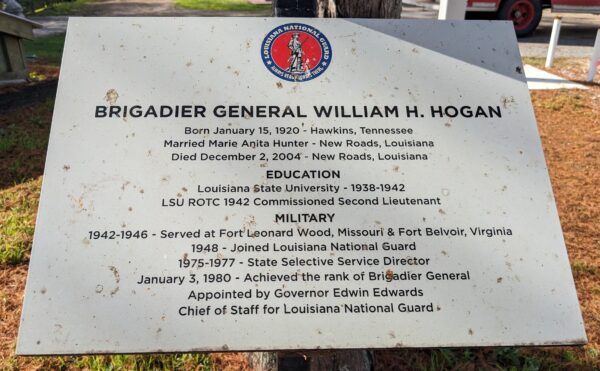 LOUISIANA NATIONAL GUARD
BRIGADIER GENERAL WILLIAM H. HOGAN
Born January 15, 1920 - Hawkins, Tennessee
Married Marie Anita Hunter - New Roads, Louisiana
Died December 2, 2004 - New Roads, Louisiana
EDUCATION
Louisiana State University - 1938-1942
LSU ROTC 1942 Commissioned Second Lieutenant
MILITARY
1942-1946 - Served at Fort Leonard Wood, Missouri & Fort Belvoir, Virginia
1948 - Joined Louisiana National Guard
1975-1977 - State Selective Service Director
January 3, 1980 - Achieved the rank of Brigadier General
Appointed by Governor Edwin Edwards
Chief of Staff for Louisiana National Guard